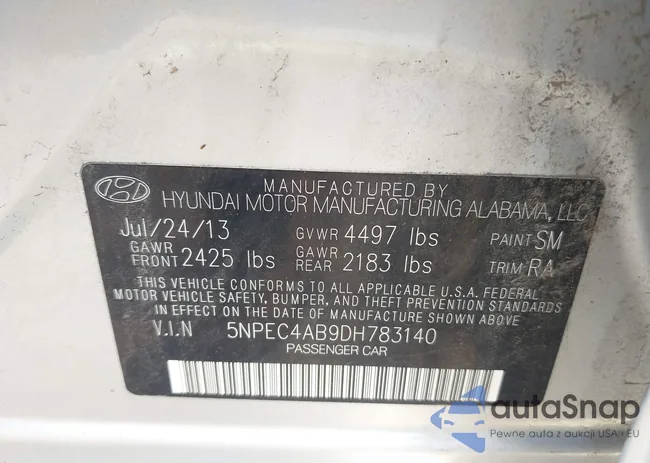 MANUFACTURED BY
HYUNDAI MOTOR MANUFACTURING ALABAMA, LLC
Jul/24/13 GVWR 4497 lbs PAINT SM
GAWR FRONT 2425 lbs GAWR REAR 2183 lbs TRIM RA
THIS VEHICLE CONFORMS TO ALL APPLICABLE U.S.A. FEDERAL
MOTOR VEHICLE SAFETY, BUMPER, AND THEFT PREVENTION STANDARDS
IN EFFECT ON THE DATE OF MANUFACTURE SHOWN ABOVE
V.I.N 5NPEC4AB9DH783140
PASSENGER CAR
autaSnap
Pewne auta z aukcji USA i EU